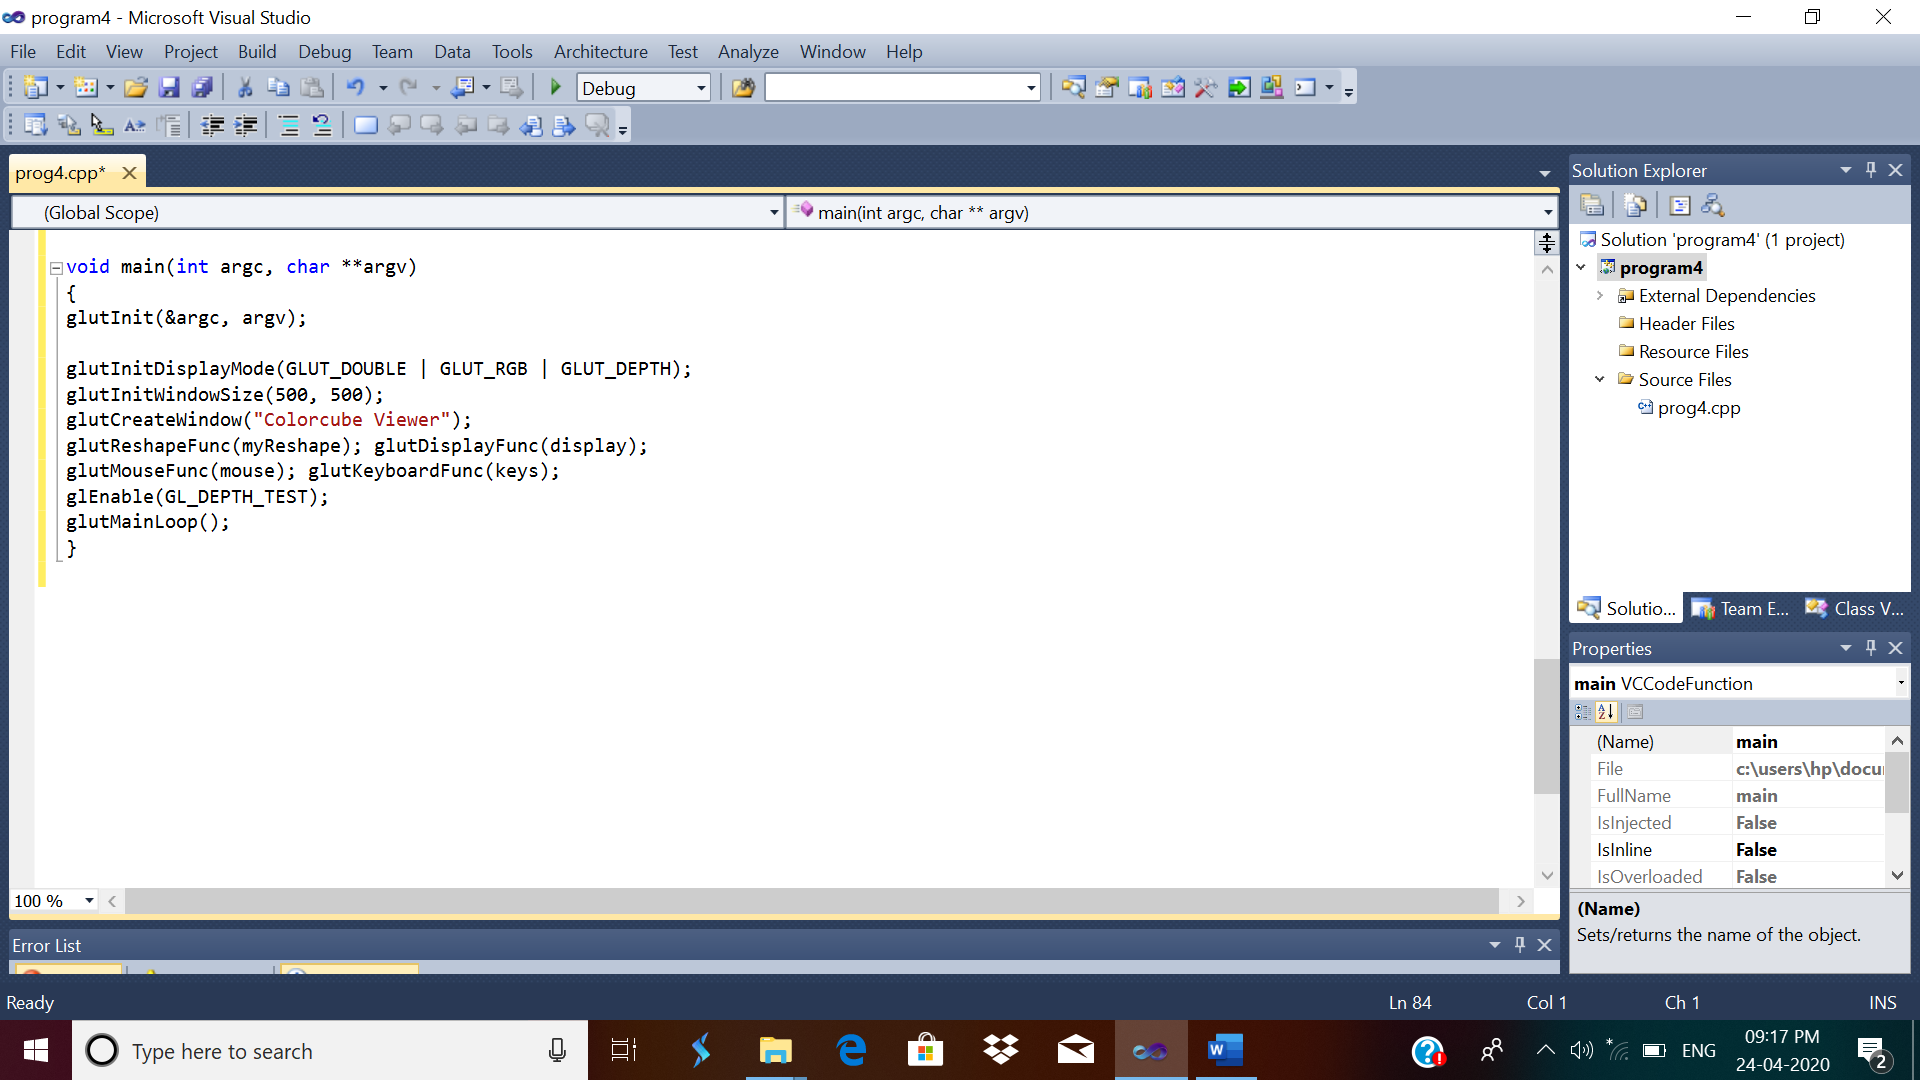 program4 - Microsoft Visual Studio
File Edit View Project Build Debug Team Data Tools Architecture Test Analyze Window Help
Debug
prog4.cpp*
(Global Scope) main(int argc, char ** argv)
void main(int argc, char **argv)
{
glutInit(&argc, argv);
glutInitDisplayMode(GLUT_DOUBLE | GLUT_RGB | GLUT_DEPTH);
glutInitWindowSize(500, 500);
glutCreateWindow("Colorcube Viewer");
glutReshapeFunc(myReshape); glutDisplayFunc(display);
glutMouseFunc(mouse); glutKeyboardFunc(keys);
glEnable(GL_DEPTH_TEST);
glutMainLoop();
}
100 %
Error List
Solution Explorer
Solution 'program4' (1 project)
program4
External Dependencies
Header Files
Resource Files
Source Files
prog4.cpp
Solutio... Team E... Class V...
Properties
main VCCodeFunction
(Name) main
File c:\users\hp\docu
FullName main
IsInjected False
IsInline False
IsOverloaded False
(Name)
Sets/returns the name of the object.
Ready Ln 84 Col 1 Ch 1 INS
Type here to search
ENG
09:17 PM
24-04-2020
2